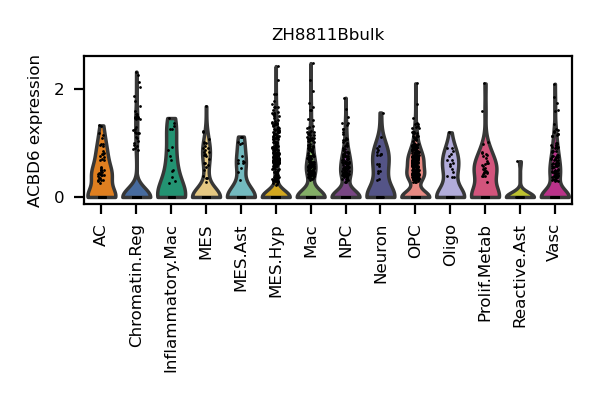 ZH8811Bbulk
ACBD6 expression
2
0
AC
Chromatin.Reg
Inflammatory.Mac
MES
MES.Ast
MES.Hyp
Mac
NPC
Neuron
OPC
Oligo
Prolif.Metab
Reactive.Ast
Vasc